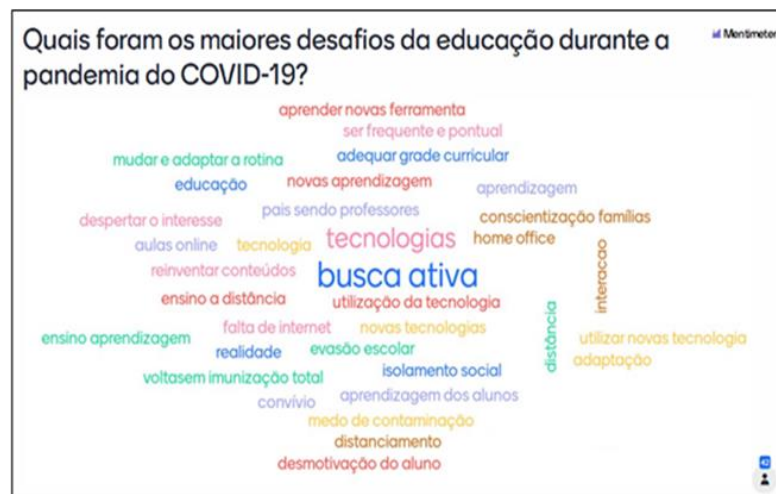 Quais foram os maiores desafios da educação durante a
pandemia do COVID-19?
Mentimeter
aprender novas ferramenta
ser frequente e pontual
mudar e adaptar a rotina
adequar grade curricular
educação
novas aprendizagem
aprendizagem
despertar o interesse
pais sendo professores
conscientização famílias
aulas online
tecnologia
tecnologias
home office
reinventar conteúdos
busca ativa
interacao
ensino a distância
utilização da tecnologia
distância
ensino aprendizagem
falta de internet
novas tecnologias
utilizar novas tecnologia
realidade
evasão escolar
adaptação
voltasem imunização total
isolamento social
convívio
aprendizagem dos alunos
medo de contaminação
distanciamento
desmotivação do aluno